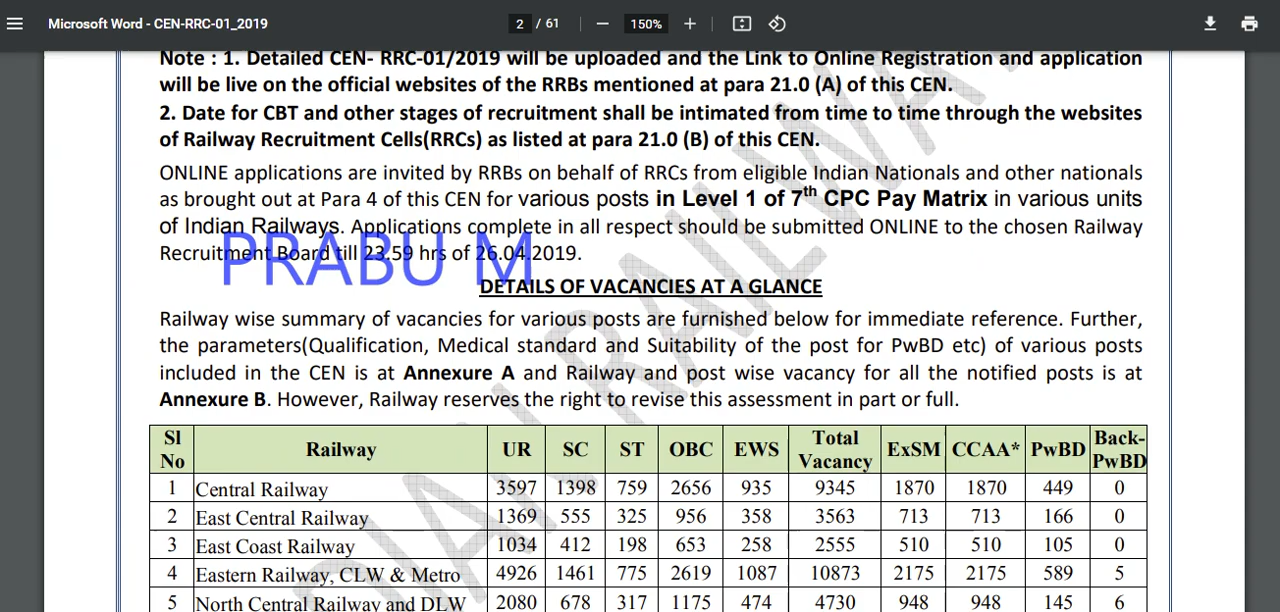 Microsoft Word - CEN-RRC-01_2019
2 / 61
150%
Note : 1. Detailed CEN- RRC-01/2019 will be uploaded and the Link to Online Registration and application
will be live on the official websites of the RRBs mentioned at para 21.0 (A) of this CEN.
2. Date for CBT and other stages of recruitment shall be intimated from time to time through the websites
of Railway Recruitment Cells(RRCs) as listed at para 21.0 (B) of this CEN.
ONLINE applications are invited by RRBs on behalf of RRCs from eligible Indian Nationals and other nationals
as brought out at Para 4 of this CEN for various posts in Level 1 of 7th CPC Pay Matrix in various units
of Indian Railways. Applications complete in all respect should be submitted ONLINE to the chosen Railway
Recruitment Board till 23.59 hrs of 26.04.2019.
PRABU M
DETAILS OF VACANCIES AT A GLANCE
Railway wise summary of vacancies for various posts are furnished below for immediate reference. Further,
the parameters(Qualification, Medical standard and Suitability of the post for PwBD etc) of various posts
included in the CEN is at Annexure A and Railway and post wise vacancy for all the notified posts is at
Annexure B. However, Railway reserves the right to revise this assessment in part or full.
Sl No Railway UR SC ST OBC EWS Total Vacancy ExSM CCAA* PwBD Back-PwBD
1 Central Railway 3597 1398 759 2656 935 9345 1870 1870 449 0
2 East Central Railway 1369 555 325 956 358 3563 713 713 166 0
3 East Coast Railway 1034 412 198 653 258 2555 510 510 105 0
4 Eastern Railway, CLW & Metro 4926 1461 775 2619 1087 10873 2175 2175 589 5
5 North Central Railway and DLW 2080 678 317 1175 474 4730 948 948 145 6